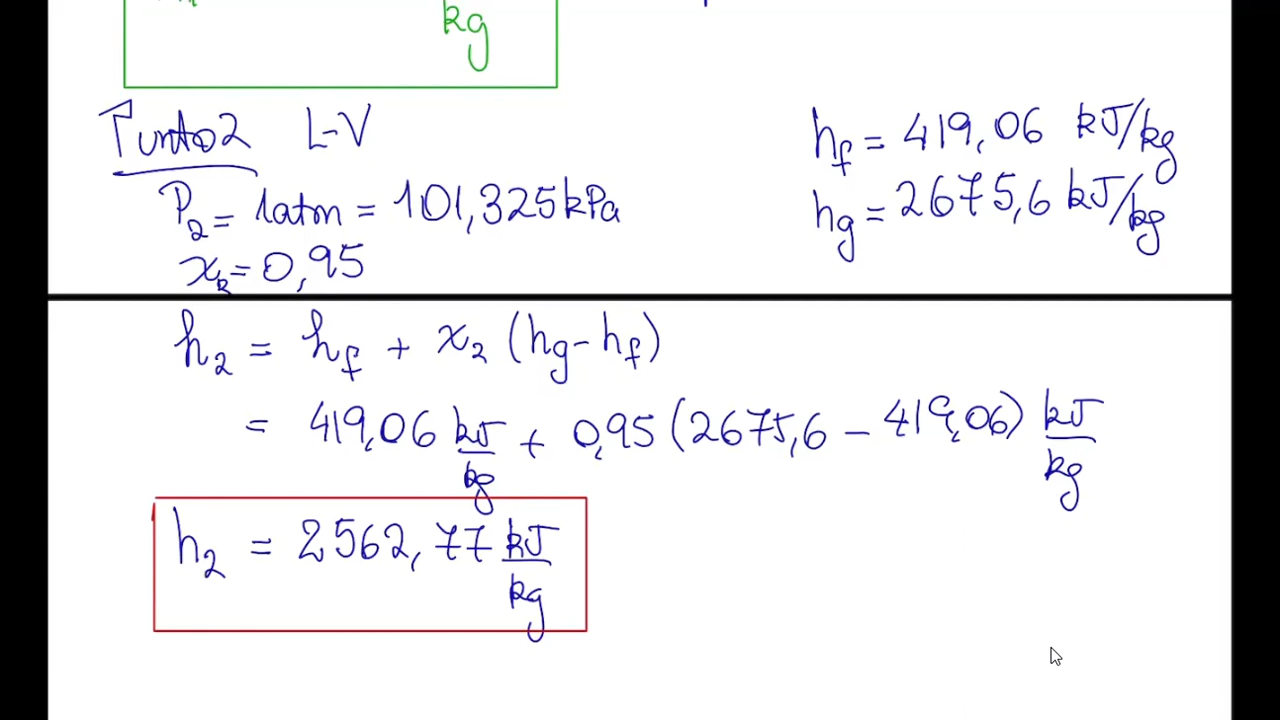 kg
Punto 2 L-V
P₂ = 1atm = 101,325 kPa
x₂ = 0,95
hf = 419,06 kJ/kg
hg = 2675,6 kJ/kg
h₂ = hf + x₂ (hg - hf)
= 419,06 kJ/kg + 0,95 (2675,6 - 419,06) kJ/kg
h₂ = 2562,77 kJ/kg